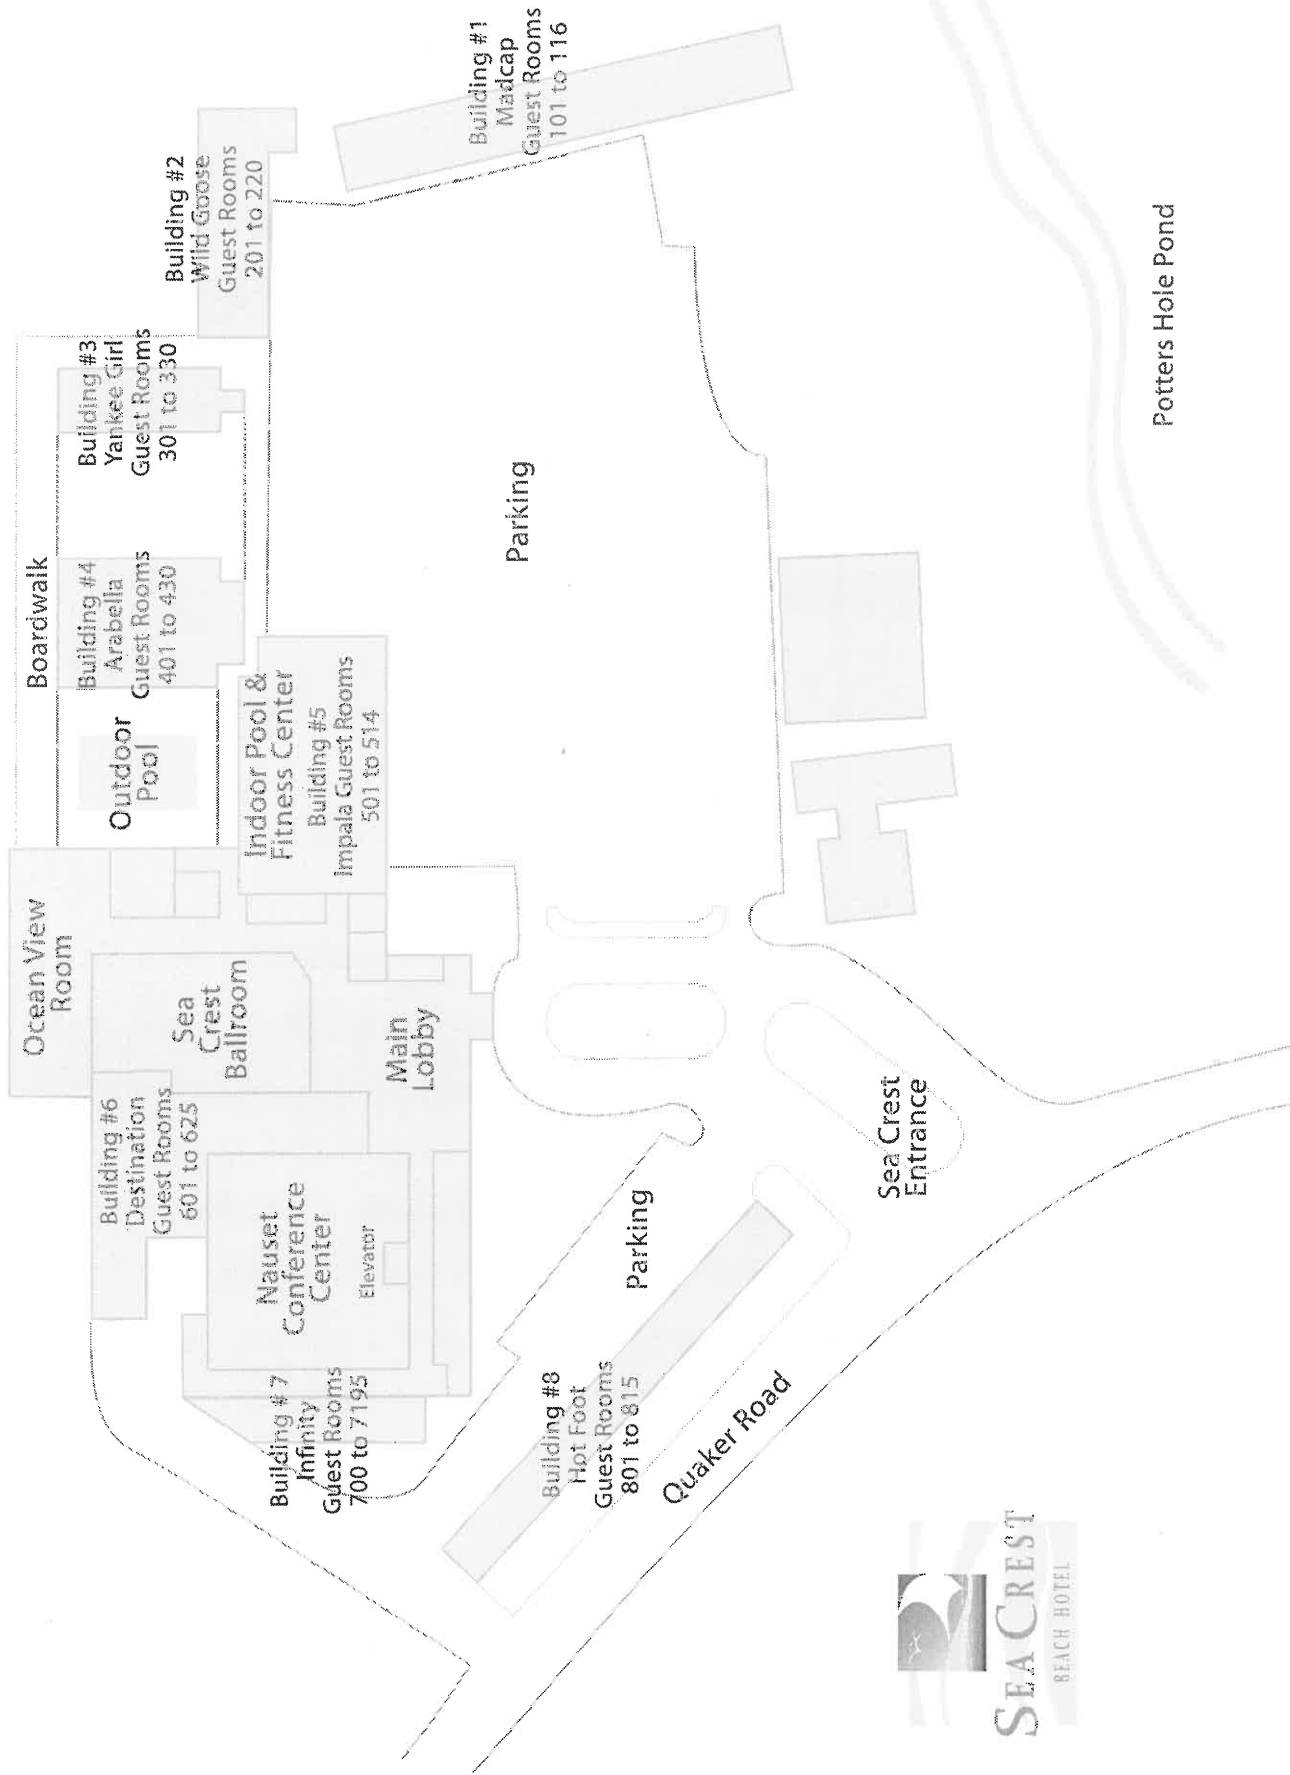 Ocean View
Room
Boardwalk
Outdoor
Pool
Building #4
Arabella
Guest Rooms
401 to 430
Building #3
Yankee Girl
Guest Rooms
301 to 330
Building #2
Wild Goose
Guest Rooms
201 to 220
Building #1
Madcap
Guest Rooms
101 to 116
Building #6
Destination
Guest Rooms
601 to 625
Sea
Crest
Ballroom
Indoor Pool &
Fitness Center
Building #5
Impala Guest Rooms
501 to 514
Building # 7
Infinity
Guest Rooms
700 to 7195
Nauset
Conference
Center
Elevator
Main
Lobby
Parking
Building #8
Hot Foot
Guest Rooms
801 to 815
Parking
Quaker Road
Sea Crest
Entrance
Potters Hole Pond
SEA CREST
BEACH HOTEL